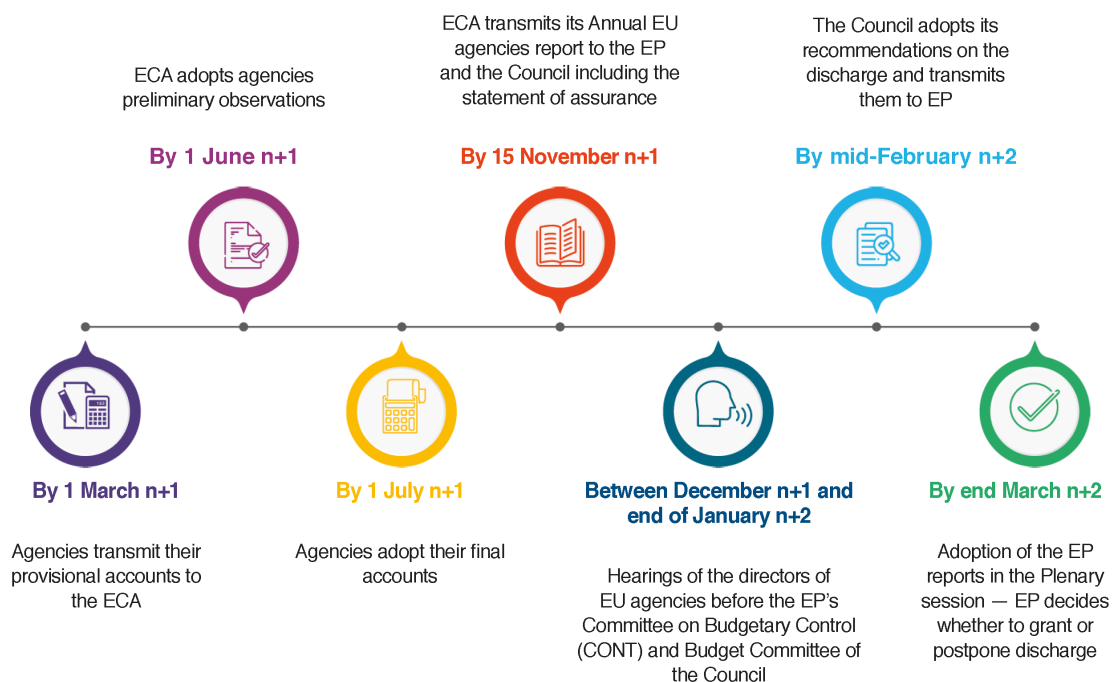 ECA adopts agencies
preliminary observations
By 1 June n+1
ECA transmits its Annual EU
agencies report to the EP
and the Council including the
statement of assurance
By 15 November n+1
The Council adopts its
recommendations on the
discharge and transmits
them to EP
By mid-February n+2
By 1 March n+1
Agencies transmit their
provisional accounts to
the ECA
By 1 July n+1
Agencies adopt their final
accounts
Between December n+1 and
end of January n+2
Hearings of the directors of
EU agencies before the EP’s
Committee on Budgetary Control
(CONT) and Budget Committee of
the Council
By end March n+2
Adoption of the EP
reports in the Plenary
session — EP decides
whether to grant or
postpone discharge